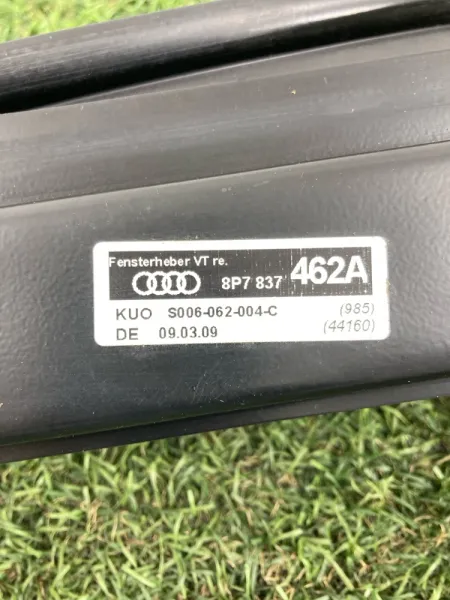 Fensterheber VT re.
8P7 837 462A
KUO S006-062-004-C (985)
DE 09.03.09 (44160)